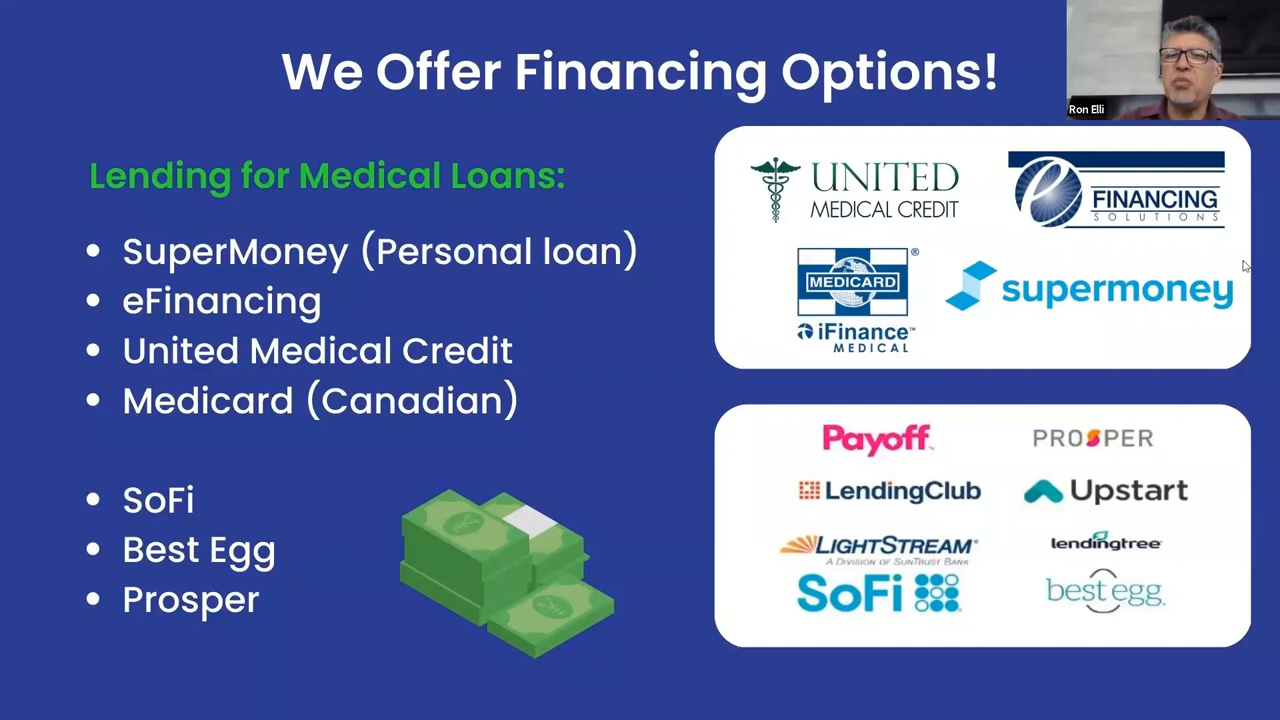 We Offer Financing Options!
Ron Elli
Lending for Medical Loans:
• SuperMoney (Personal loan)
• eFinancing
• United Medical Credit
• Medicard (Canadian)
• SoFi
• Best Egg
• Prosper
UNITED
MEDICAL CREDIT
e FINANCING
SOLUTIONS
MEDICARD ®
iFinance™
MEDICAL
supermoney
Payoff™
PROSPER
LendingClub
Upstart
LIGHTSTREAM®
A DIVISION OF SUNTRUST BANK
lendingtree
SoFi
best egg.